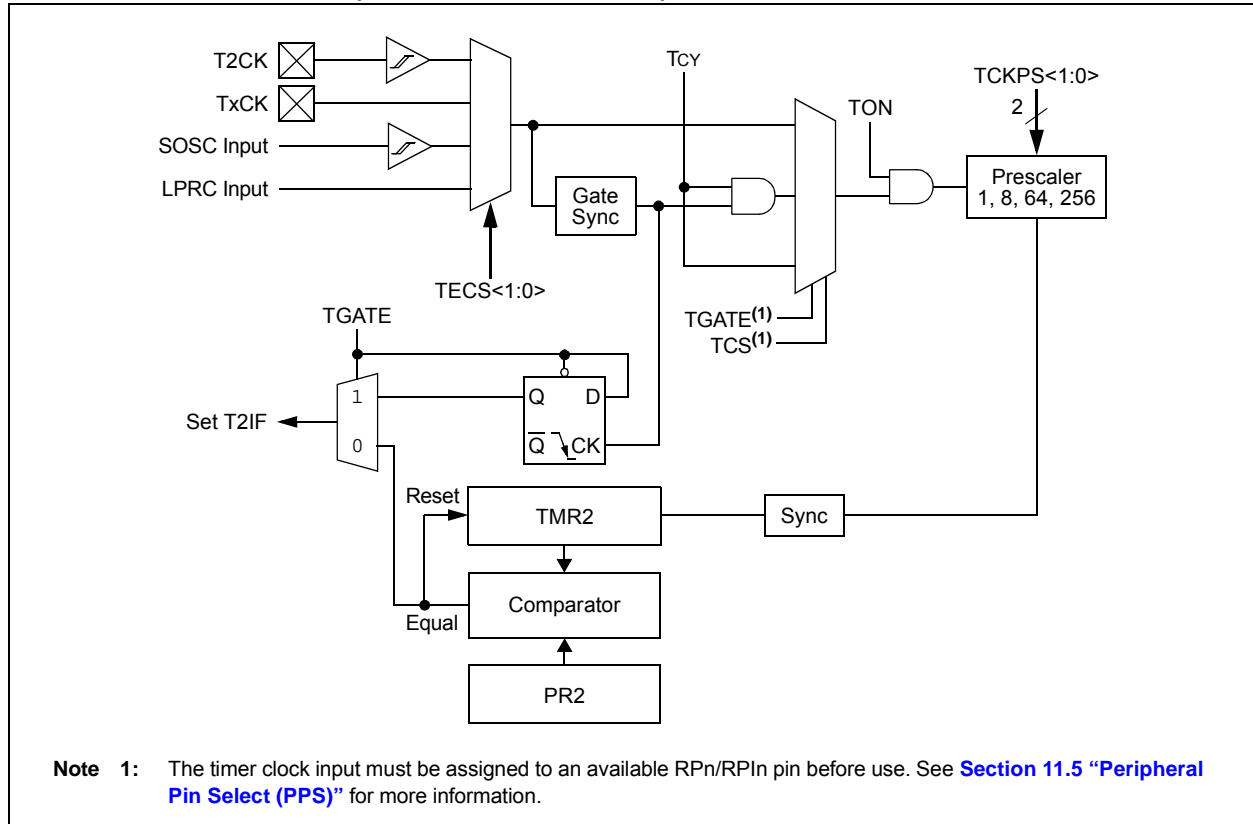 T2CK
TxCK
SOSC Input
LPRC Input
TECS<1:0>
Gate
Sync
TCY
TGATE(1)
TCS(1)
TON
TCKPS<1:0>
2
Prescaler
1, 8, 64, 256
TGATE
1
0
Set T2IF
Q D
Q CK
Reset
TMR2
Sync
Comparator
Equal
PR2
Note 1: The timer clock input must be assigned to an available RPn/RPIn pin before use. See Section 11.5 “Peripheral
Pin Select (PPS)” for more information.